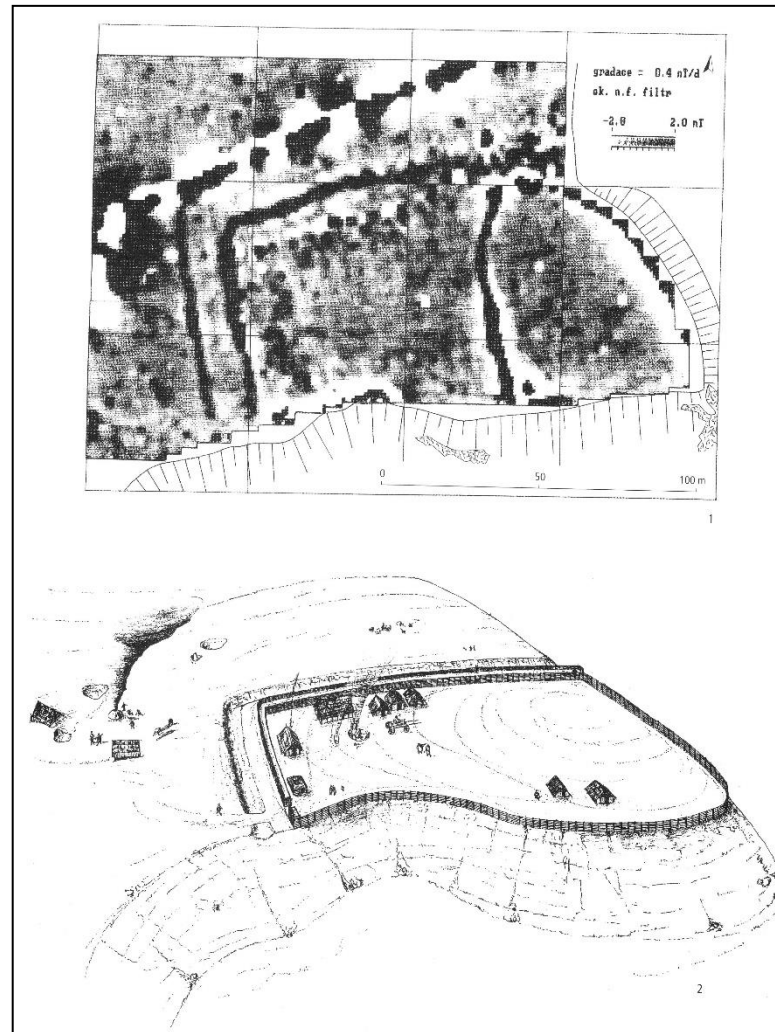 gradace = 0.4 nT/d
ok. n.f. filtr
-2.0 2.0 nT
0 50 100 m
1
2